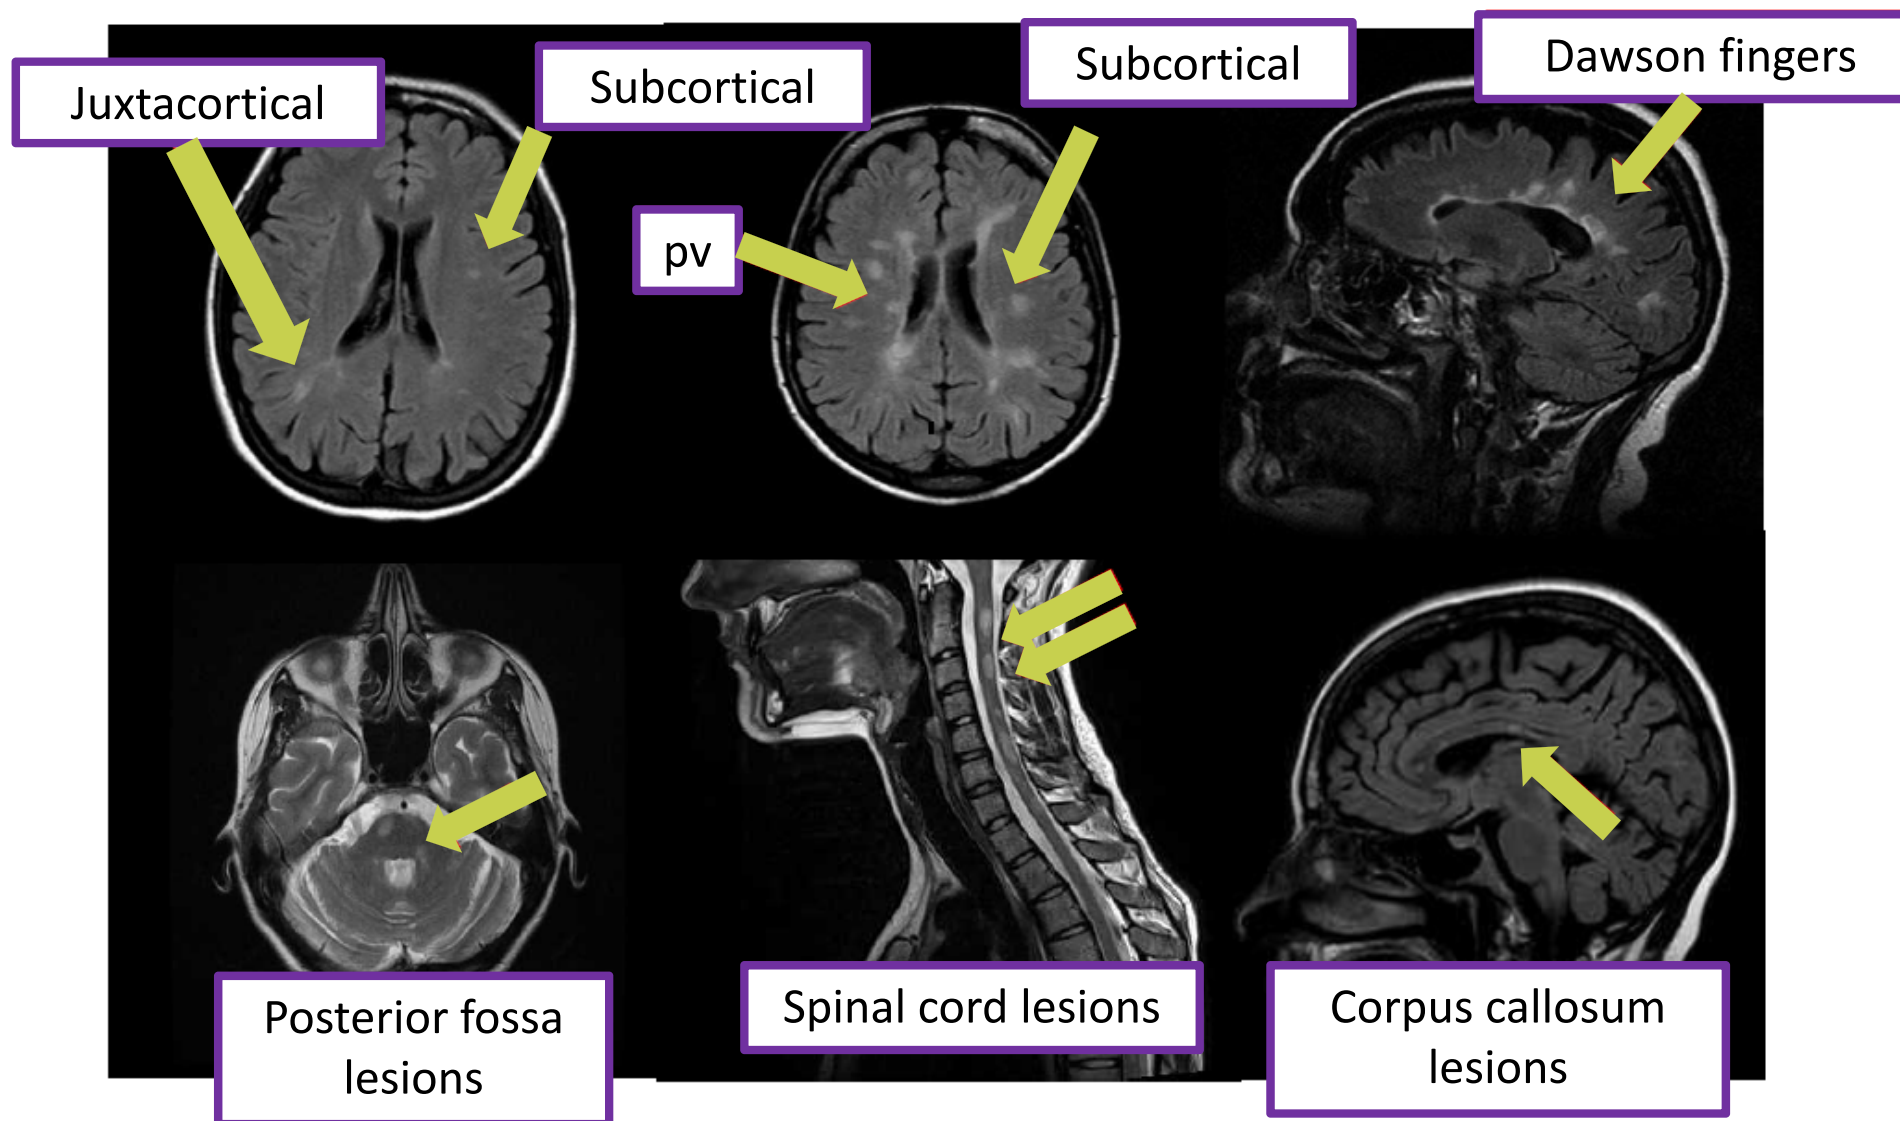 Juxtacortical
Subcortical
Subcortical
Dawson fingers
pv
Posterior fossa
lesions
Spinal cord lesions
Corpus callosum
lesions